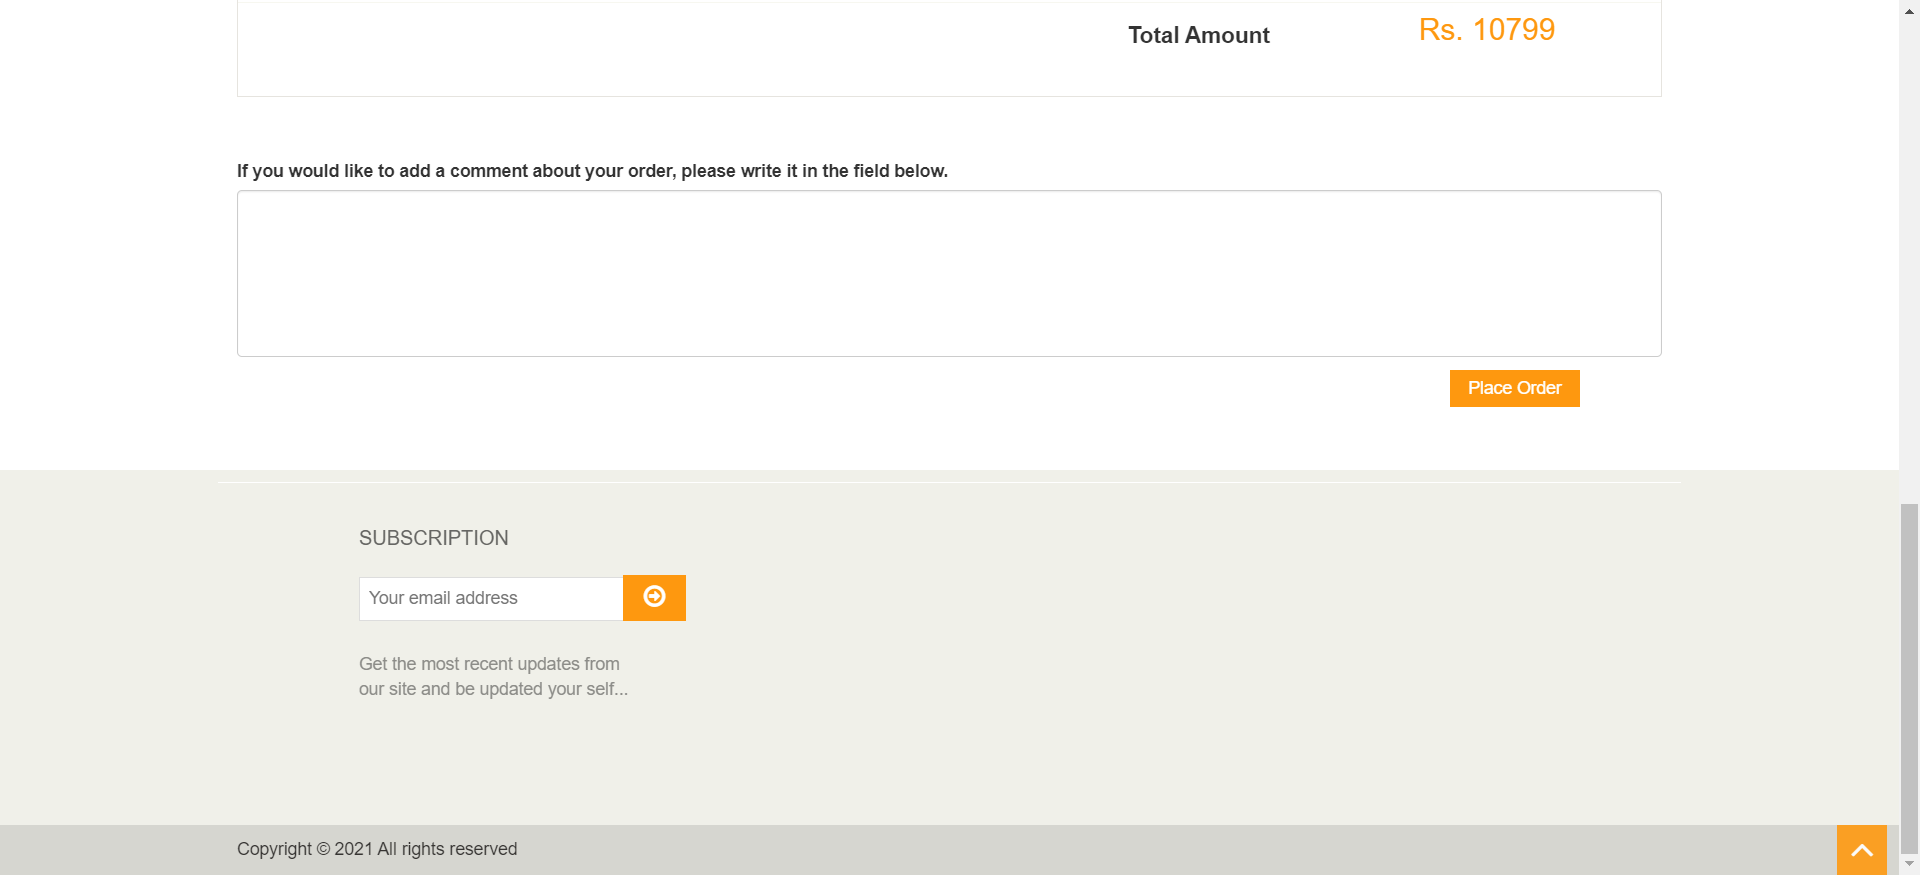 Total Amount Rs. 10799
If you would like to add a comment about your order, please write it in the field below.
Place Order
SUBSCRIPTION
Your email address
Get the most recent updates from
our site and be updated your self...
Copyright © 2021 All rights reserved